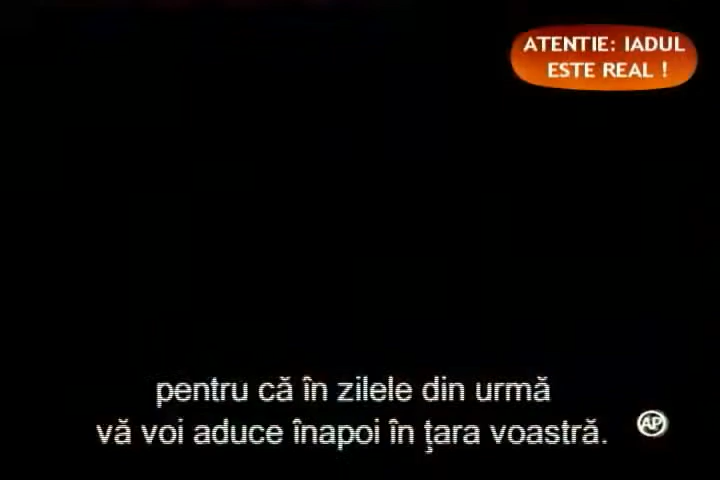 ATENTIE: IADUL
ESTE REAL !
pentru că în zilele din urmă
vă voi aduce înapoi în ţara voastră.
AP